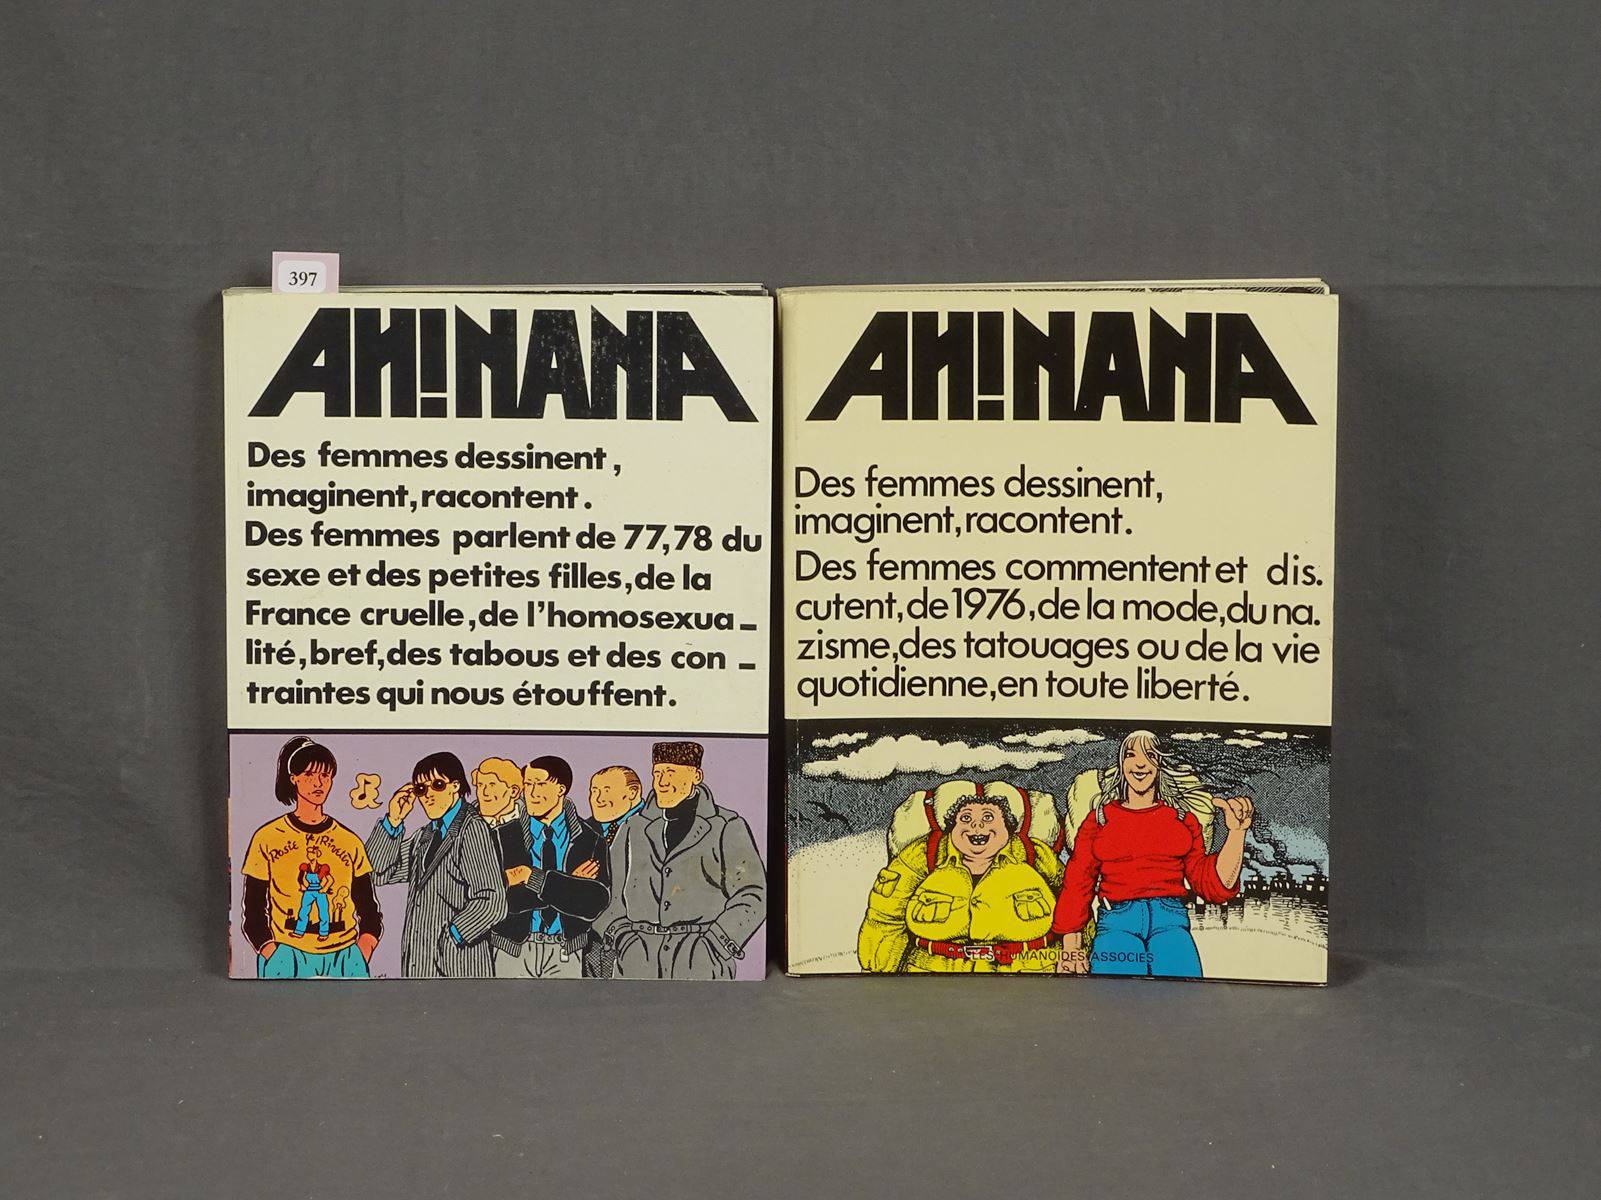 397
AH!NANA
Des femmes dessinent,
imaginent, racontent.
Des femmes parlent de 77,78 du
sexe et des petites filles, de la
France cruelle, de l'homosexua_
lité, bref, des tabous et des con_
traintes qui nous étouffent.
Rosie
AH!NANA
Des femmes dessinent,
imaginent, racontent.
Des femmes commentent et dis.
cutent, de 1976, de la mode, du na.
zisme, des tatouages ou de la vie
quotidienne, en toute liberté.
LES HUMANOÏDES ASSOCIES